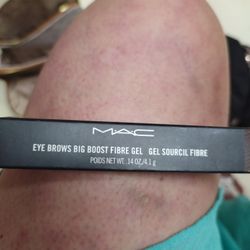 MAC
EYE BROWS BIG BOOST FIBRE GEL GEL SOURCIL FIBRE
POIDS NET WT. .14 OZ/4.1 g